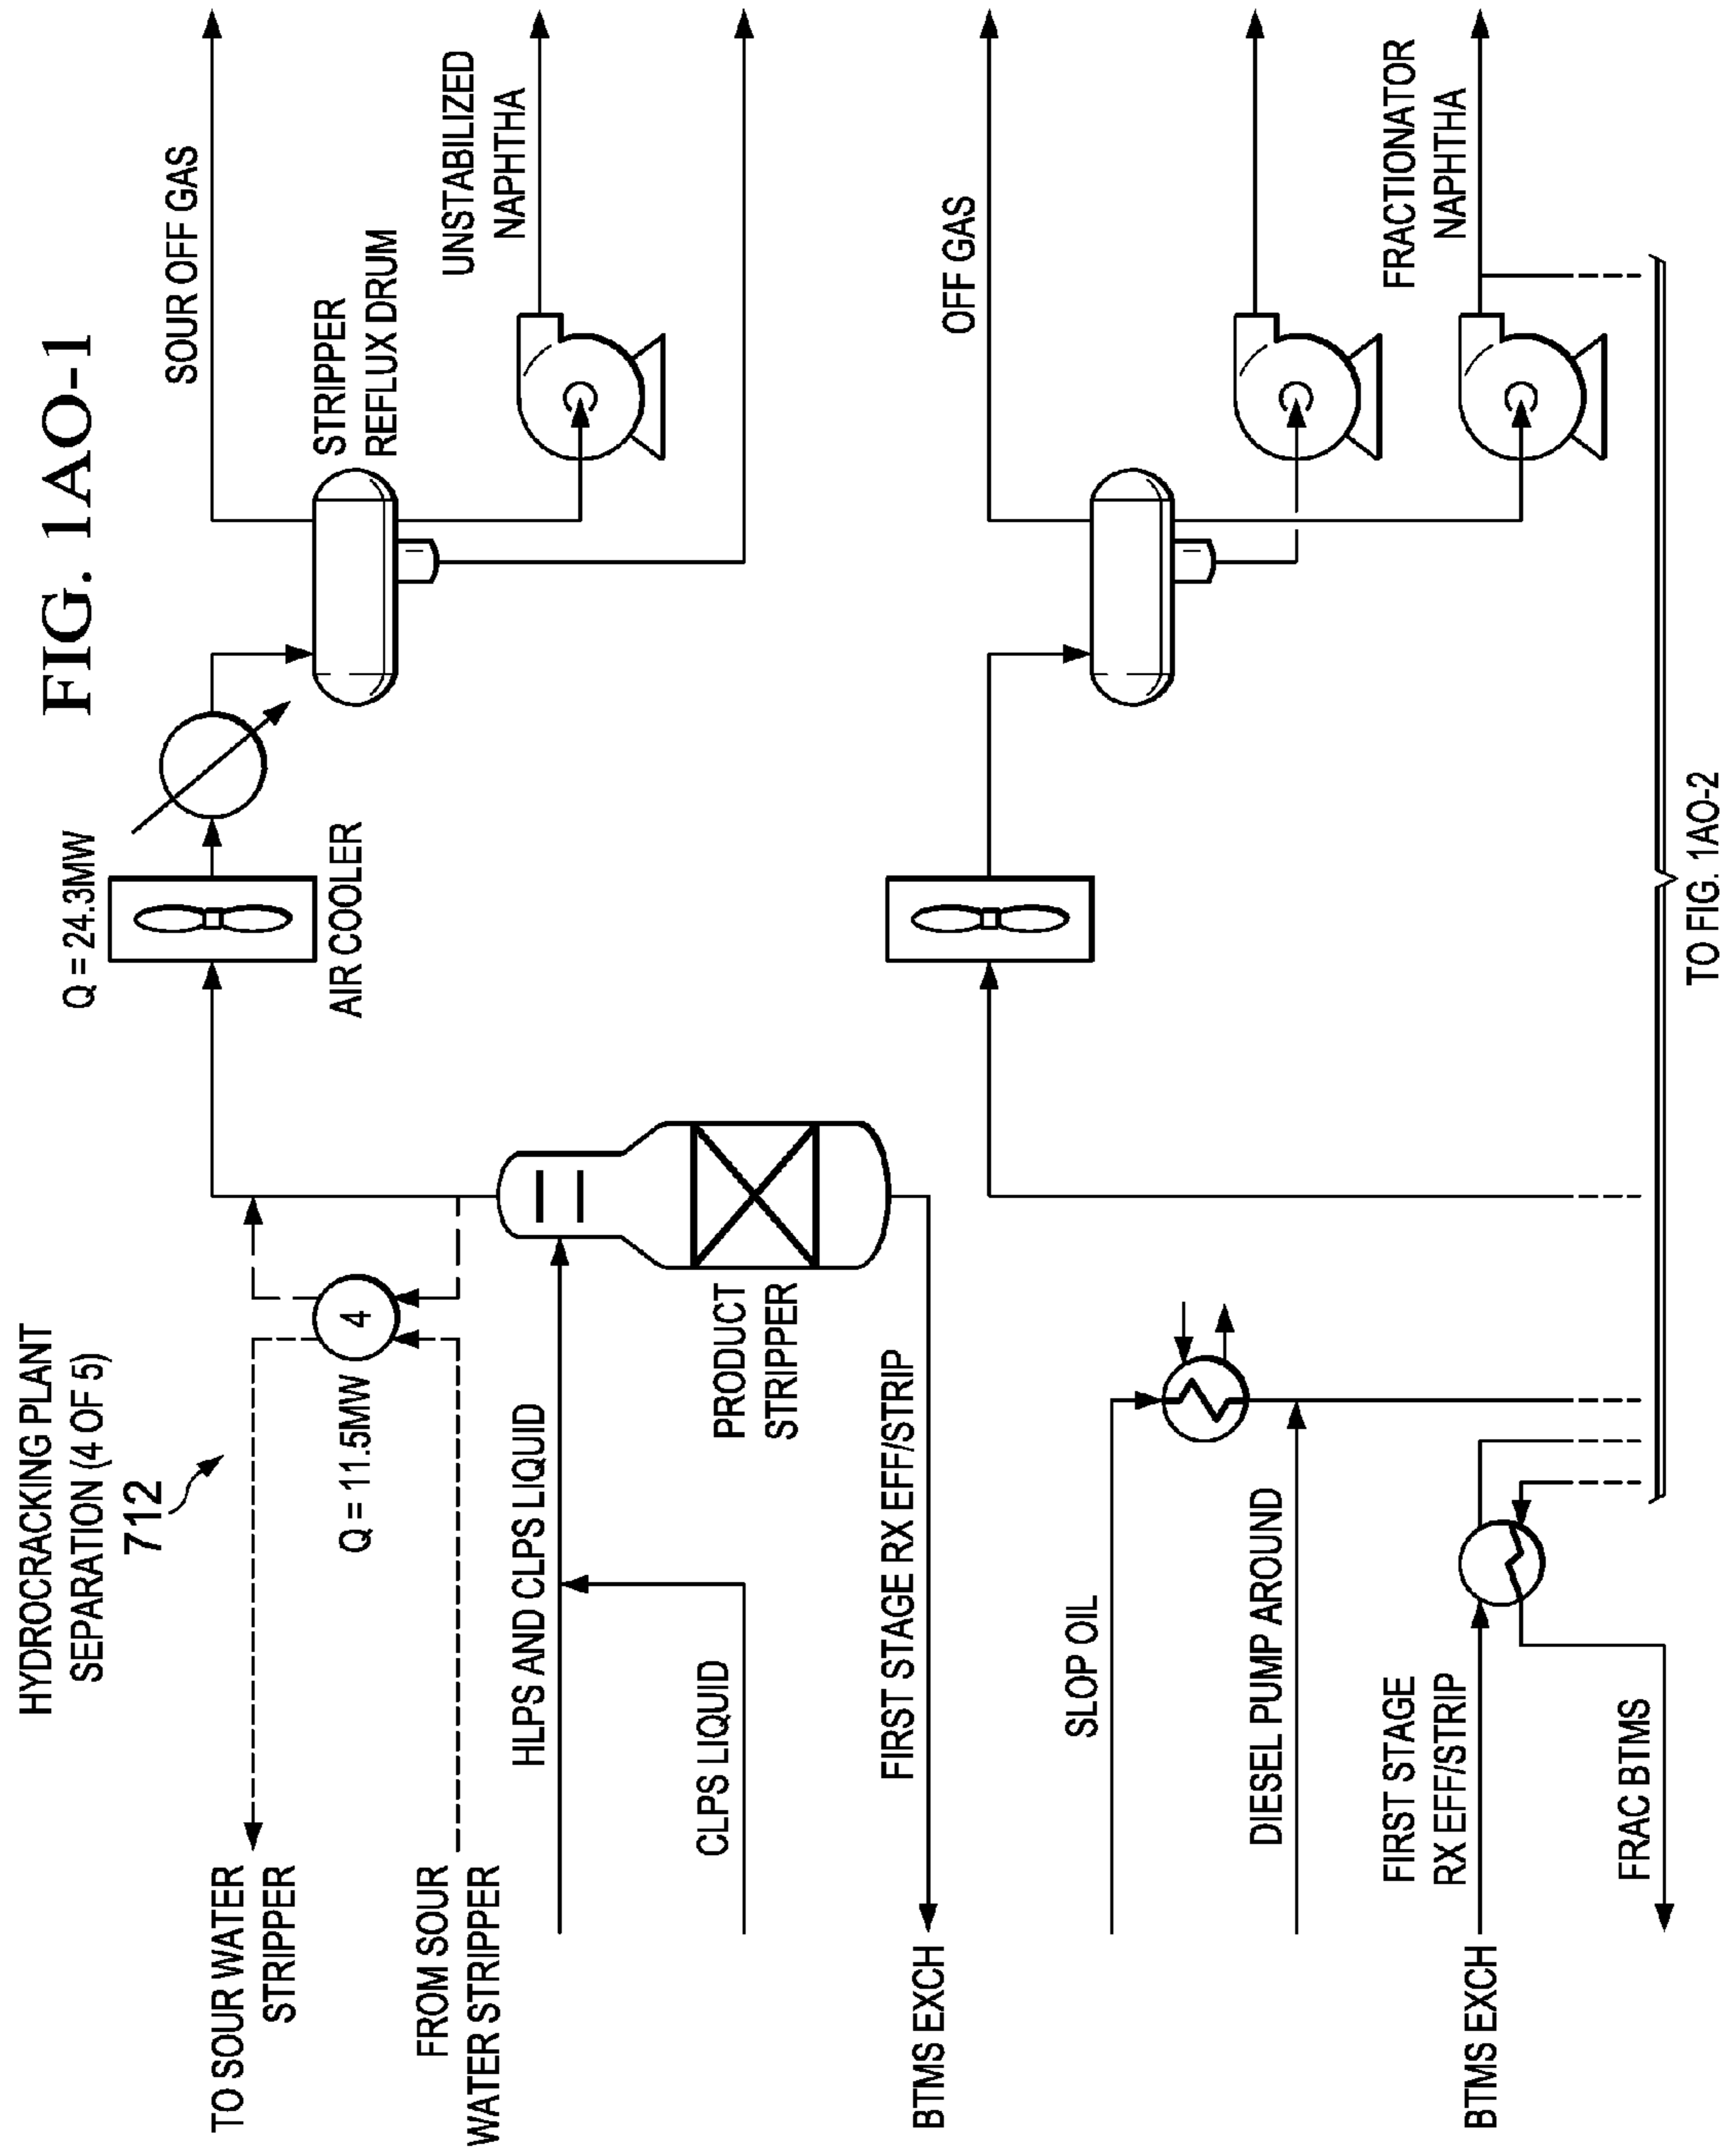 FIG. 1AO-1
HYDROCRACKING PLANT
SEPARATION (4 OF 5)
712
TO SOUR WATER
STRIPPER
Q = 11.5MW
4
FROM SOUR
WATER STRIPPER
HLPS AND CLPS LIQUID
CLPS LIQUID
PRODUCT
STRIPPER
FIRST STAGE RX EFF/STRIP
BTMS EXCH
Q = 24.3MW
AIR COOLER
SOUR OFF GAS
STRIPPER
REFLUX DRUM
UNSTABILIZED
NAPHTHA
SLOP OIL
DIESEL PUMP AROUND
FIRST STAGE
RX EFF/STRIP
BTMS EXCH
FRAC BTMS
OFF GAS
FRACTIONATOR
NAPHTHA
TO FIG. 1AO-2